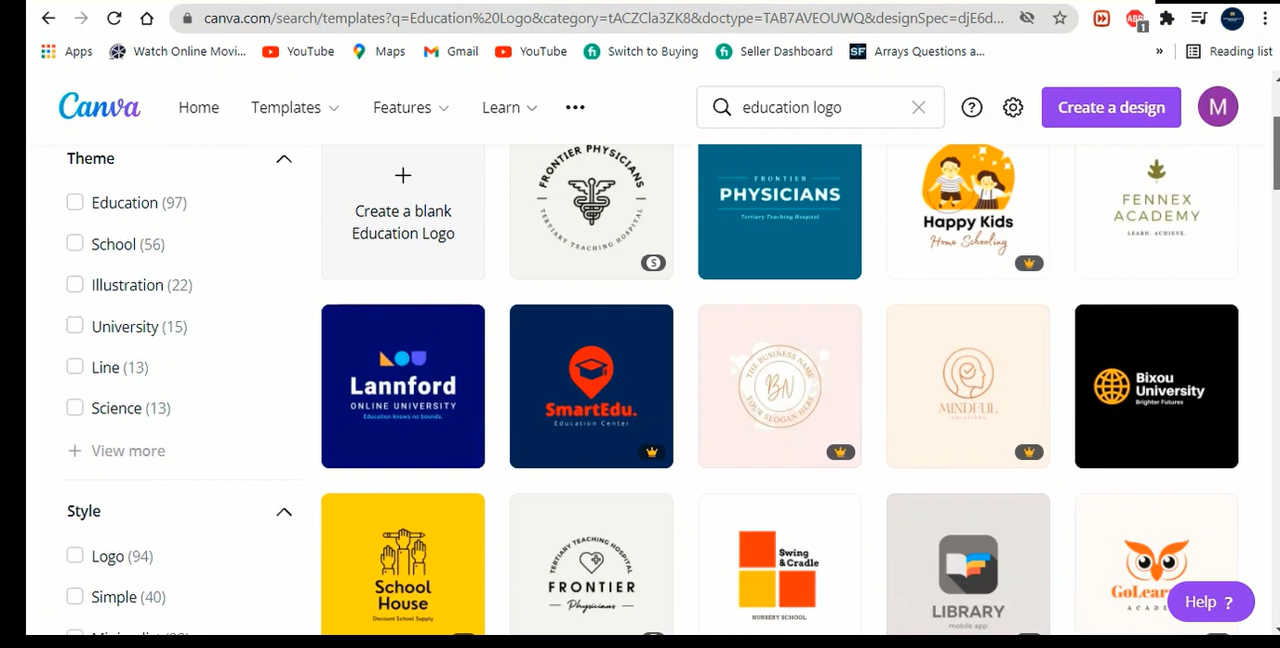 canva.com/search/templates?q=Education%20Logo&category=tACZCla3ZK8&doctype=TAB7AVEOUWQ&designSpec=djE6d...
ABP
1
Apps
Watch Online Movi...
YouTube
Maps
Gmail
YouTube
fi Switch to Buying
fi Seller Dashboard
SF Arrays Questions a...
»
Reading list
Canva
Home
Templates
Features
Learn
•••
education logo
?
Create a design
M
Theme
Education (97)
School (56)
Illustration (22)
University (15)
Line (13)
Science (13)
+ View more
Style
Logo (94)
Simple (40)
+
Create a blank
Education Logo
FRONTIER PHYSICIANS
TERTIARY TEACHING HOSPITAL
S
FRONTIER
PHYSICIANS
Tertiary Teaching Hospital
Happy Kids
Home Schooling
FENNEX
ACADEMY
LEARN. ACHIEVE.
Lannford
ONLINE UNIVERSITY
Education knows no bounds.
SmartEdu.
Education Center
THE BUSINESS NAME
BN
YOUR SLOGAN HERE
MINDFUL
SOLUTIONS
Bixou
University
Brighter Futures
School
House
Discount School Supply
TERTIARY TEACHING HOSPITAL
FRONTIER
Physicians
Swing
&Cradle
NURSERY SCHOOL
LIBRARY
mobile app
Help ?